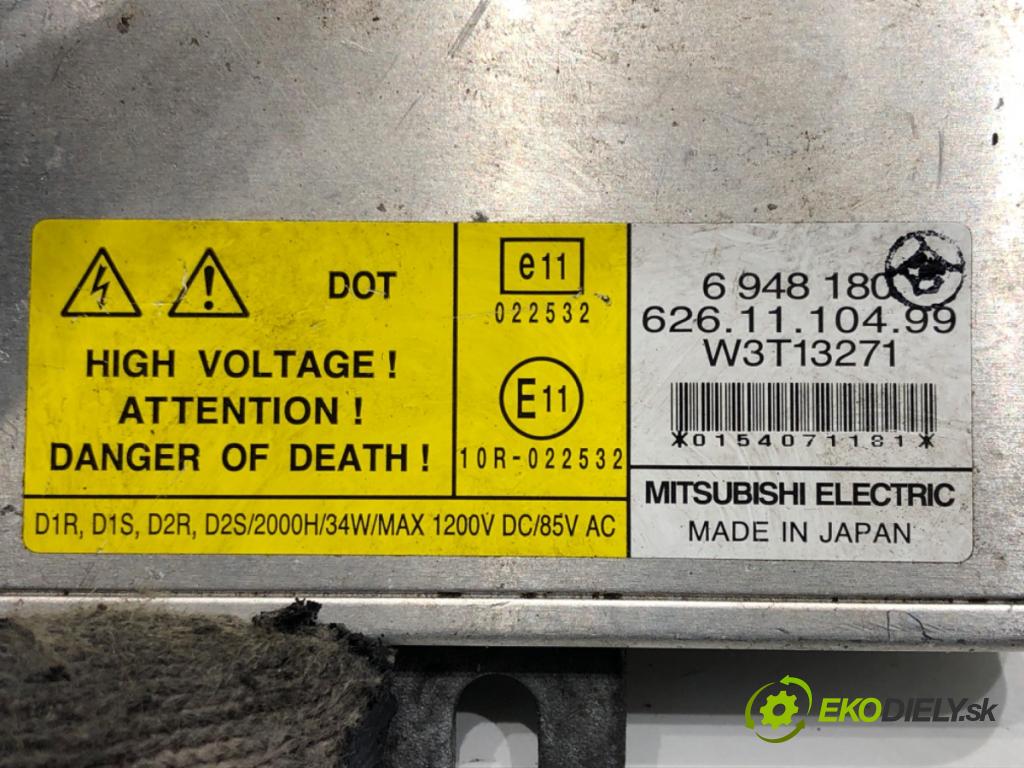 DOT
HIGH VOLTAGE !
ATTENTION !
DANGER OF DEATH !
D1R, D1S, D2R, D2S/2000H/34W/MAX 1200V DC/85V AC
e11
022532
E11
10R-022532
6 948 180
626.11.104.99
W3T13271
*0154071181*
MITSUBISHI ELECTRIC
MADE IN JAPAN
EKODIELY.sk